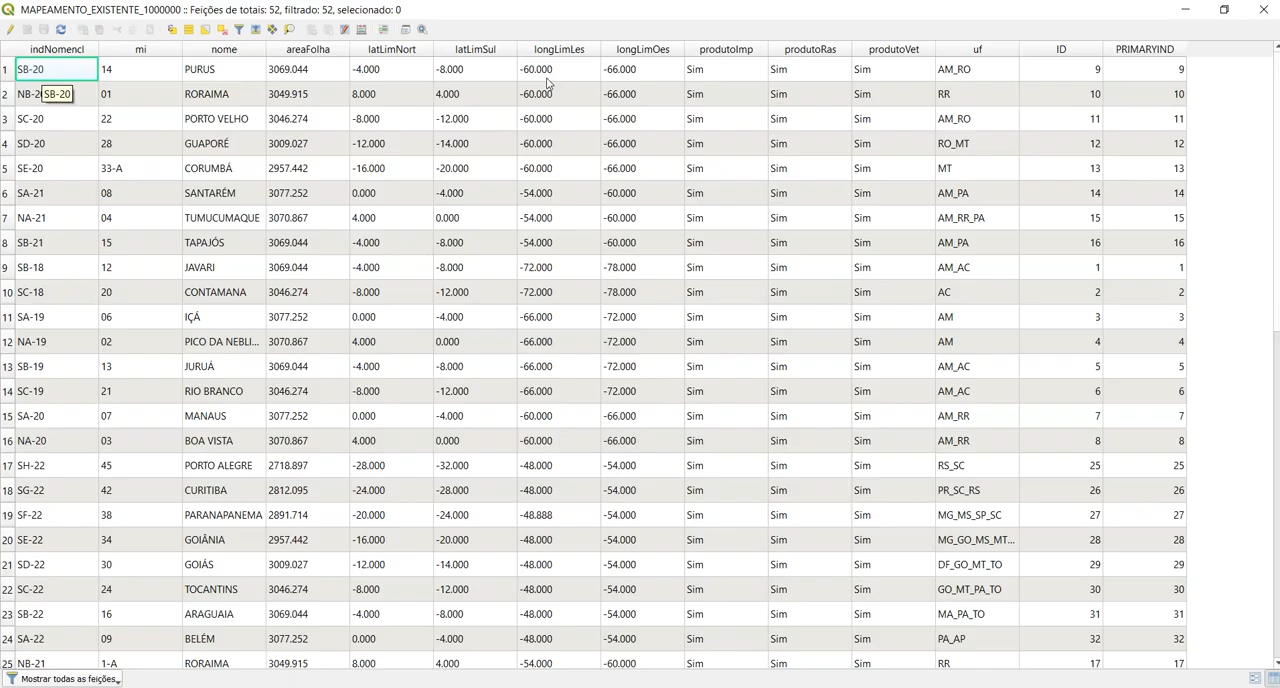 MAPEAMENTO_EXISTENTE_1000000 :: Feições de totais: 52, filtrado: 52, selecionado: 0
indNomencl mi nome areaFolha latLimNort latLimSul longLimLes longLimOes produtoImp produtoRas produtoVet uf ID PRIMARYIND
1 SB-20 14 PURUS 3069.044 -4.000 -8.000 -60.000 -66.000 Sim Sim Sim AM_RO 9 9
2 NB-20 SB-20 01 RORAIMA 3049.915 8.000 4.000 -60.000 -66.000 Sim Sim Sim RR 10 10
3 SC-20 22 PORTO VELHO 3046.274 -8.000 -12.000 -60.000 -66.000 Sim Sim Sim AM_RO 11 11
4 SD-20 28 GUAPORÉ 3009.027 -12.000 -14.000 -60.000 -66.000 Sim Sim Sim RO_MT 12 12
5 SE-20 33-A CORUMBÁ 2957.442 -16.000 -20.000 -60.000 -66.000 Sim Sim Sim MT 13 13
6 SA-21 08 SANTARÉM 3077.252 0.000 -4.000 -54.000 -60.000 Sim Sim Sim AM_PA 14 14
7 NA-21 04 TUMUCUMAQUE 3070.867 4.000 0.000 -54.000 -60.000 Sim Sim Sim AM_RR_PA 15 15
8 SB-21 15 TAPAJÓS 3069.044 -4.000 -8.000 -54.000 -60.000 Sim Sim Sim AM_PA 16 16
9 SB-18 12 JAVARI 3069.044 -4.000 -8.000 -72.000 -78.000 Sim Sim Sim AM_AC 1 1
10 SC-18 20 CONTAMANA 3046.274 -8.000 -12.000 -72.000 -78.000 Sim Sim Sim AC 2 2
11 SA-19 06 IÇÁ 3077.252 0.000 -4.000 -66.000 -72.000 Sim Sim Sim AM 3 3
12 NA-19 02 PICO DA NEBLI... 3070.867 4.000 0.000 -66.000 -72.000 Sim Sim Sim AM 4 4
13 SB-19 13 JURUÁ 3069.044 -4.000 -8.000 -66.000 -72.000 Sim Sim Sim AM_AC 5 5
14 SC-19 21 RIO BRANCO 3046.274 -8.000 -12.000 -66.000 -72.000 Sim Sim Sim AM_AC 6 6
15 SA-20 07 MANAUS 3077.252 0.000 -4.000 -60.000 -66.000 Sim Sim Sim AM_RR 7 7
16 NA-20 03 BOA VISTA 3070.867 4.000 0.000 -60.000 -66.000 Sim Sim Sim AM_RR 8 8
17 SH-22 45 PORTO ALEGRE 2718.897 -28.000 -32.000 -48.000 -54.000 Sim Sim Sim RS_SC 25 25
18 SG-22 42 CURITIBA 2812.095 -24.000 -28.000 -48.000 -54.000 Sim Sim Sim PR_SC_RS 26 26
19 SF-22 38 PARANAPANEMA 2891.714 -20.000 -24.000 -48.888 -54.000 Sim Sim Sim MG_MS_SP_SC 27 27
20 SE-22 34 GOIÂNIA 2957.442 -16.000 -20.000 -48.000 -54.000 Sim Sim Sim MG_GO_MS_MT... 28 28
21 SD-22 30 GOIÁS 3009.027 -12.000 -14.000 -48.000 -54.000 Sim Sim Sim DF_GO_MT_TO 29 29
22 SC-22 24 TOCANTINS 3046.274 -8.000 -12.000 -48.000 -54.000 Sim Sim Sim GO_MT_PA_TO 30 30
23 SB-22 16 ARAGUAIA 3069.044 -4.000 -8.000 -48.000 -54.000 Sim Sim Sim MA_PA_TO 31 31
24 SA-22 09 BELÉM 3077.252 0.000 -4.000 -48.000 -54.000 Sim Sim Sim PA_AP 32 32
25 NB-21 1-A RORAIMA 3049.915 8.000 4.000 -54.000 -60.000 Sim Sim Sim RR 17 17
Mostrar todas as feições